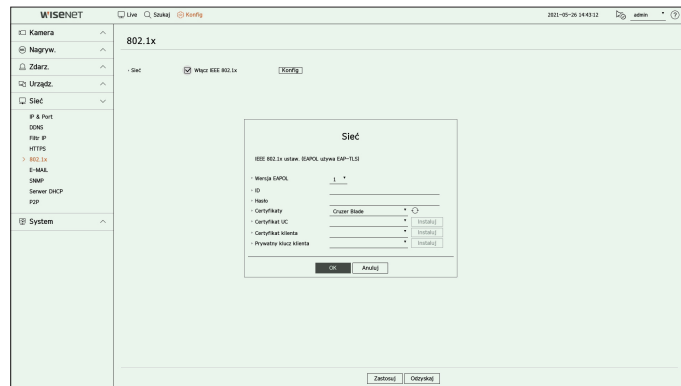 WISENET
Live Szukaj Konfig 2021-05-26 14:43:12 admin ?
Kamera
Nagryw.
Zdarz.
Urządz.
Sieć
IP & Port
DDNS
Filtr IP
HTTPS
> 802.1x
E-MAIL
SNMP
Serwer DHCP
P2P
System
802.1x
• Sieć Włącz IEEE 802.1x Konfig
Sieć
IEEE 802.1x ustaw. (EAPOL używa EAP-TLS)
• Wersja EAPOL 1
• ID
• Hasło
• Certyfikaty Cruzer Blade
• Certyfikat UC Instaluj
• Certyfikat klienta Instaluj
• Prywatny klucz klienta Instaluj
OK Anuluj
Zastosuj Odzyskaj